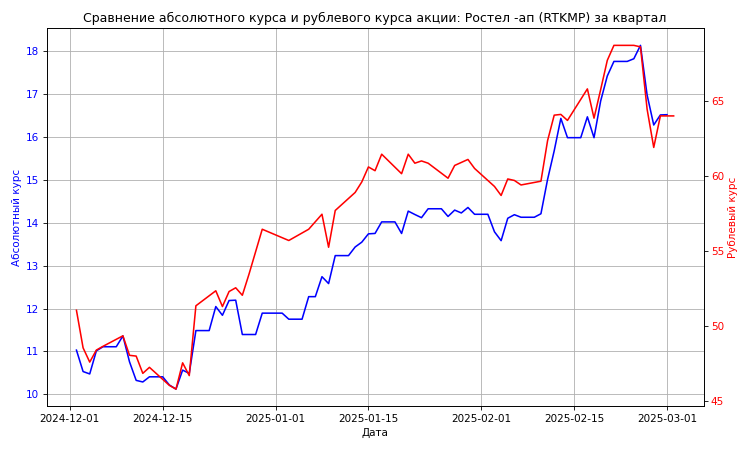 Сравнение абсолютного курса и рублевого курса акции: Ростел -ап (RTKMP) за квартал
Абсолютный курс
18
17
16
15
14
13
12
11
10
65
60
55
50
45
Рублевый курс
2024-12-01 2024-12-15 2025-01-01 2025-01-15 2025-02-01 2025-02-15 2025-03-01
Дата